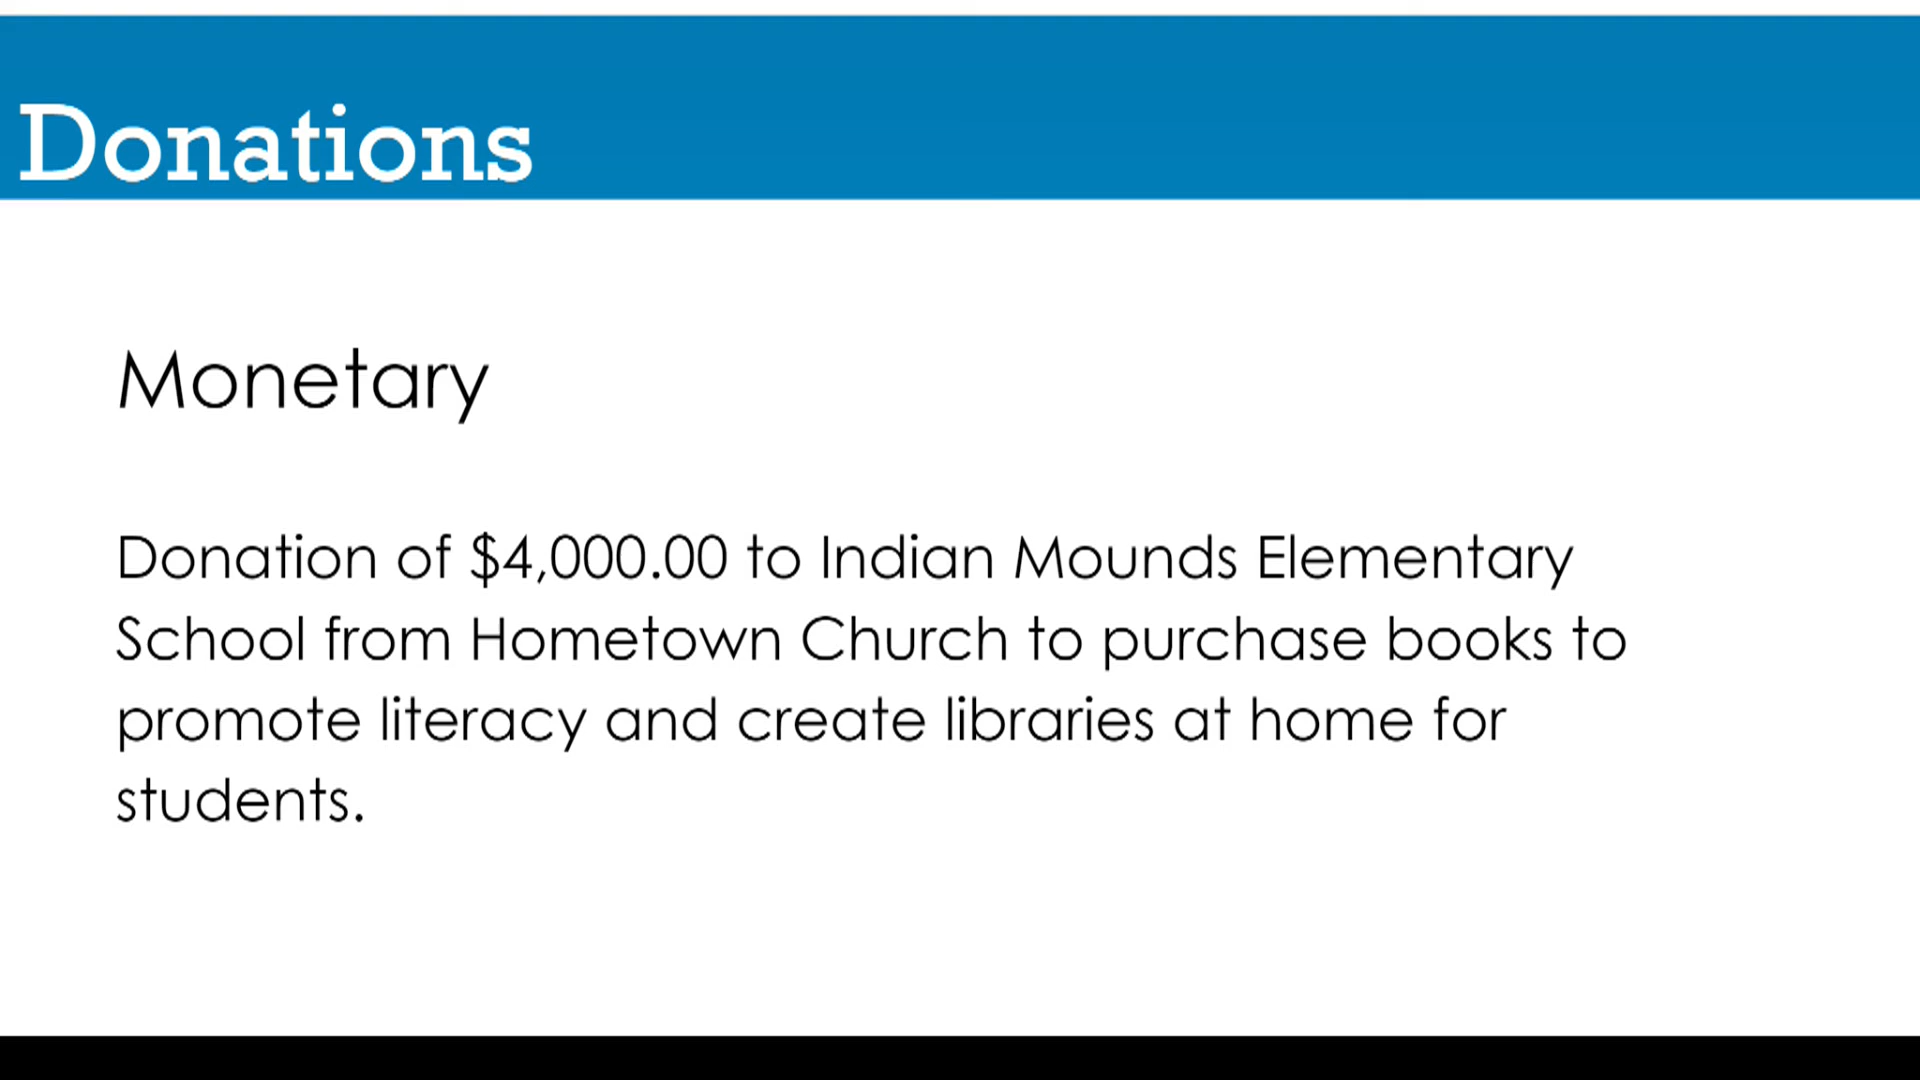 Donations
Monetary
Donation of $4,000.00 to Indian Mounds Elementary
School from Hometown Church to purchase books to
promote literacy and create libraries at home for
students.